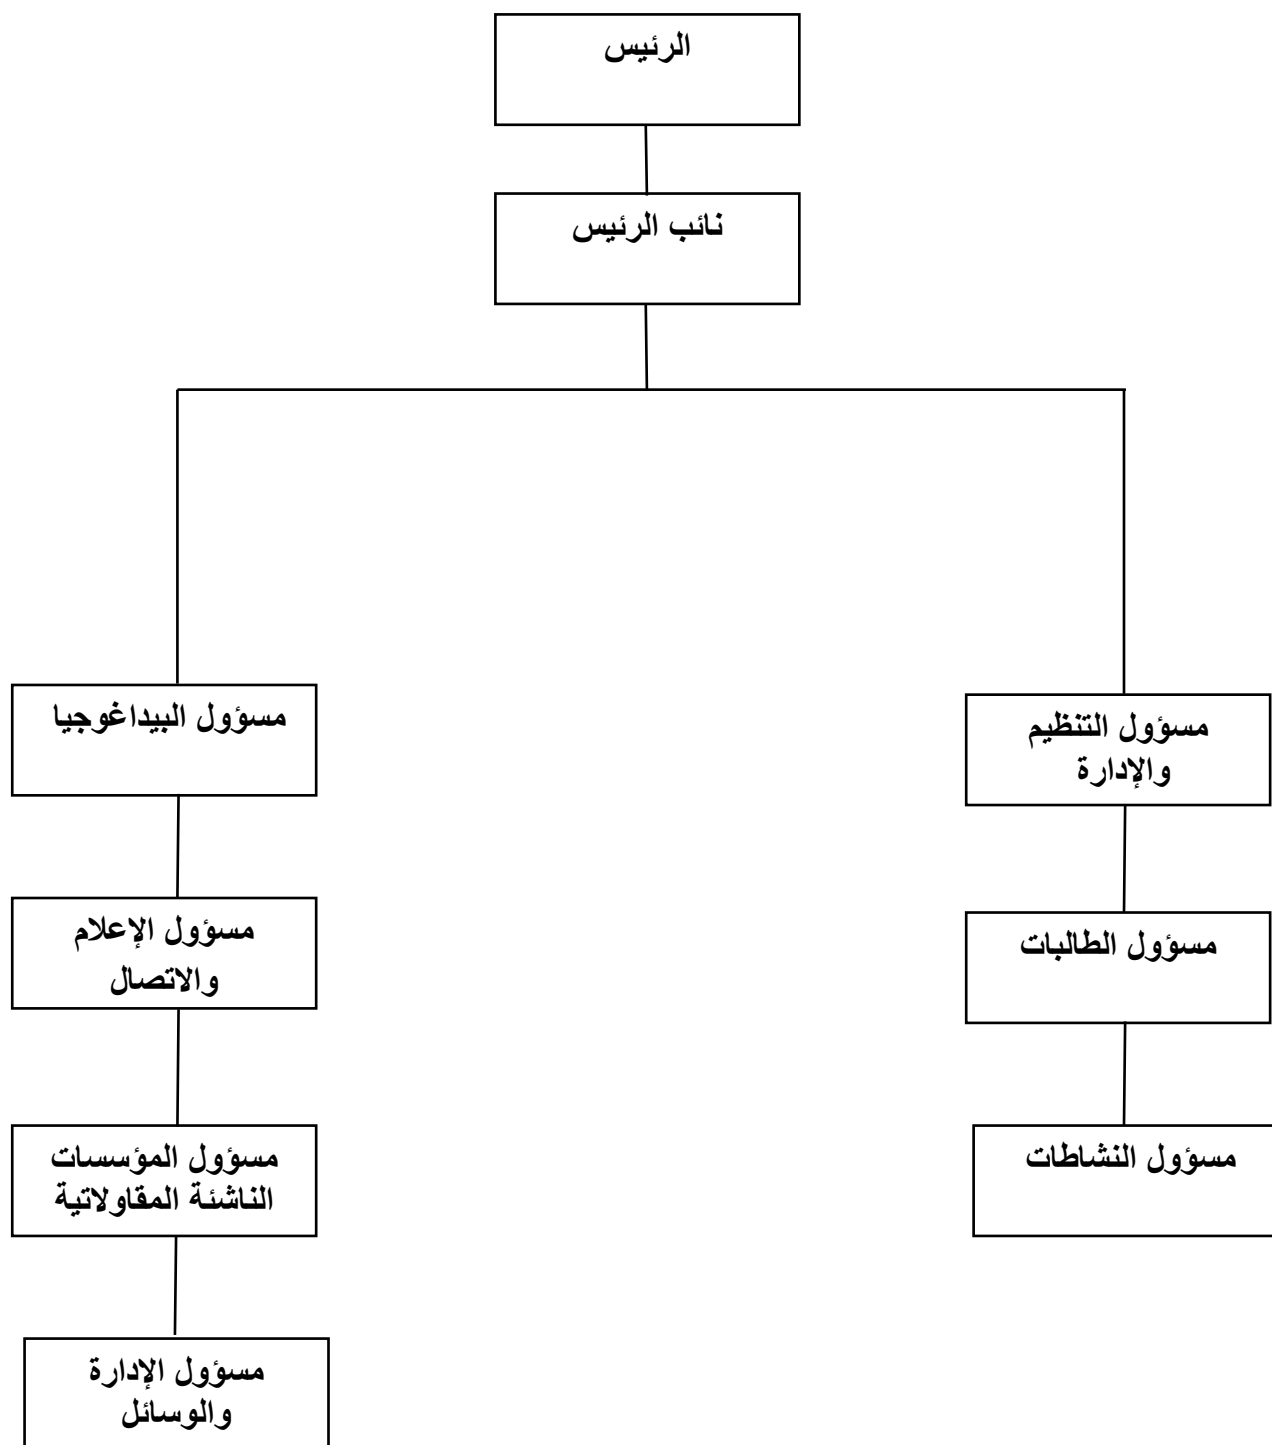 الرئيس
نائب الرئيس
مسؤول التنظيم
والإدارة
مسؤول الطالبات
مسؤول النشاطات
مسؤول البيداغوجيا
مسؤول الإعلام
والاتصال
مسؤول المؤسسات
الناشئة المقاولاتية
مسؤول الإدارة
والوسائل